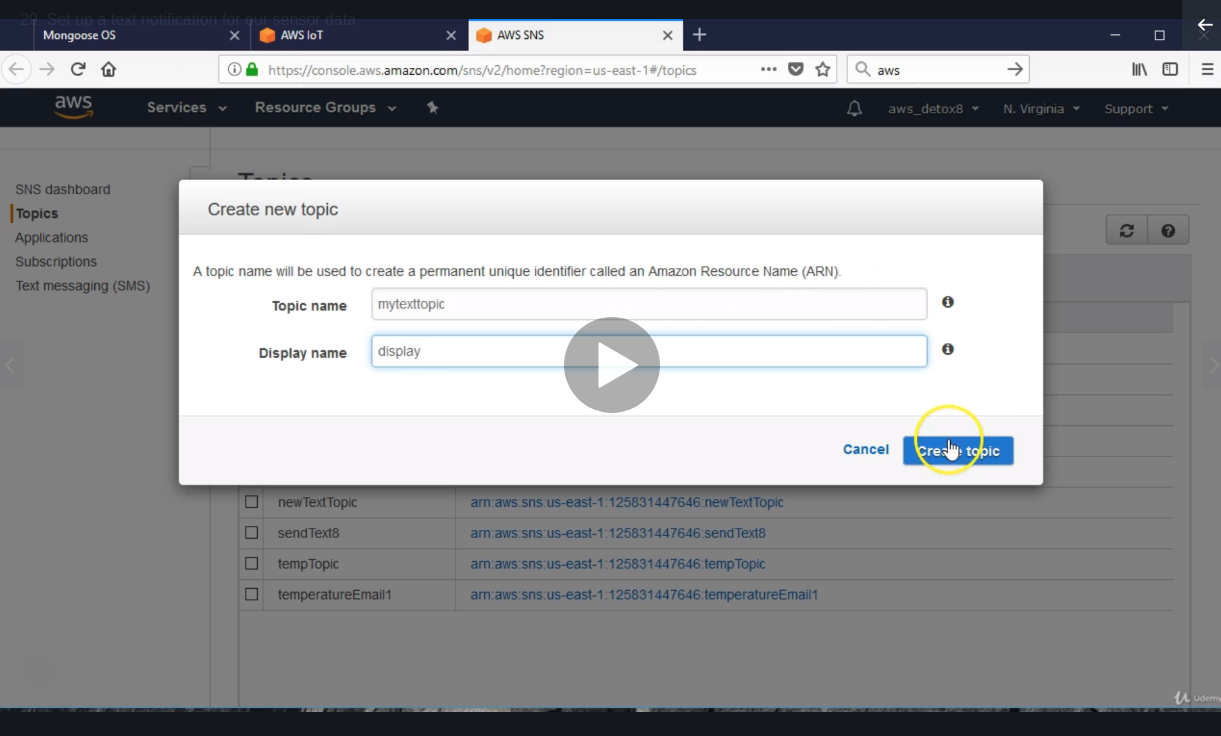 29. Set up a text notification for our sensor data
Mongoose OS
AWS IoT
AWS SNS
https://console.aws.amazon.com/sns/v2/home?region=us-east-1#/topics
aws
aws
Services
Resource Groups
aws_detox8
N. Virginia
Support
Topics
SNS dashboard
Topics
Applications
Subscriptions
Text messaging (SMS)
Create new topic
A topic name will be used to create a permanent unique identifier called an Amazon Resource Name (ARN).
Topic name
mytexttopic
Display name
display
Cancel
Create topic
newTextTopic
arn:aws:sns:us-east-1:125831447646:newTextTopic
sendText8
arn:aws:sns:us-east-1:125831447646:sendText8
tempTopic
arn:aws:sns:us-east-1:125831447646:tempTopic
temperatureEmail1
arn:aws:sns:us-east-1:125831447646:temperatureEmail1
Udemy